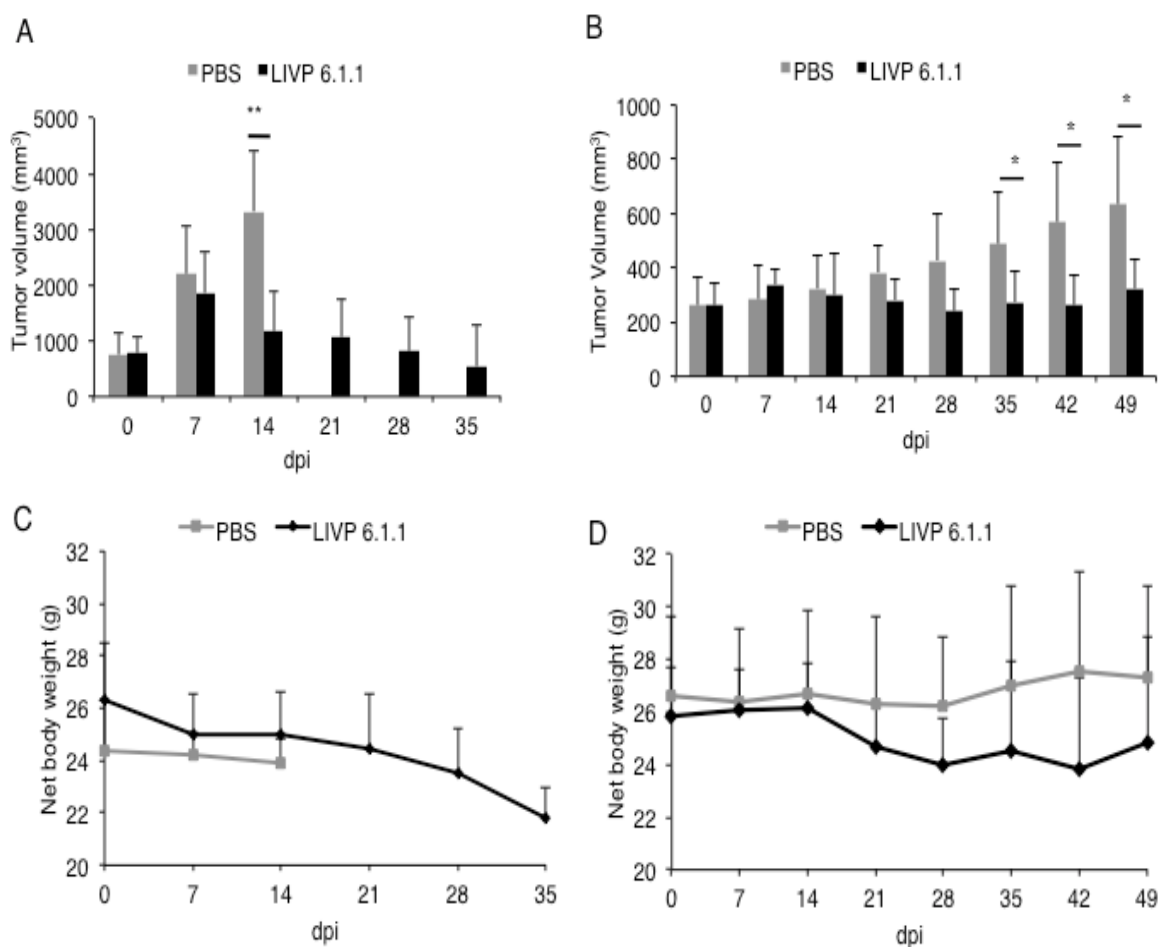 A
PBS LIVP 6.1.1
Tumor volume (mm³)
5000
4000
3000
2000
1000
0
**
0 7 14 21 28 35
dpi
B
PBS LIVP 6.1.1
Tumor Volume (mm³)
1000
800
600
400
200
0
*
*
*
0 7 14 21 28 35 42 49
dpi
C
PBS LIVP 6.1.1
Net body weight (g)
32
30
28
26
24
22
20
0 7 14 21 28 35
dpi
D
PBS LIVP 6.1.1
Net body weight (g)
32
30
28
26
24
22
20
0 7 14 21 28 35 42 49
dpi